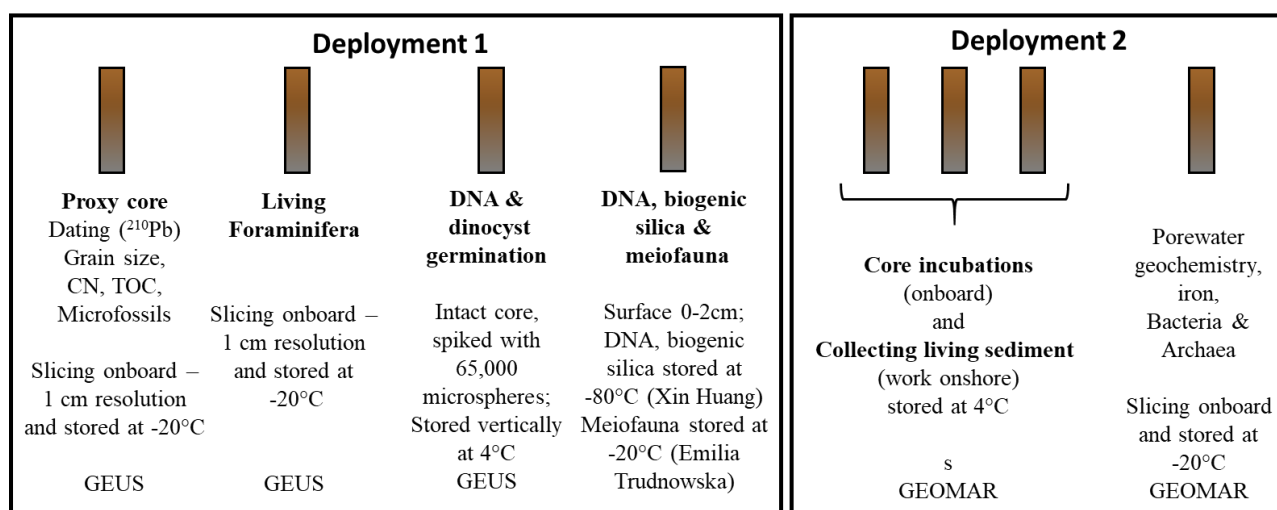 Deployment 1
Proxy core
Dating (²¹⁰Pb)
Grain size,
CN, TOC,
Microfossils
Slicing onboard –
1 cm resolution
and stored at -20°C
GEUS
Living
Foraminifera
Slicing onboard –
1 cm resolution
and stored at
-20°C
GEUS
DNA &
dinocyst
germination
Intact core,
spiked with
65,000
microspheres;
Stored vertically
at 4°C
GEUS
DNA, biogenic
silica &
meiofauna
Surface 0-2cm;
DNA, biogenic
silica stored at
-80°C (Xin Huang)
Meiofauna stored at
-20°C (Emilia
Trudnowska)
Deployment 2
Core incubations
(onboard)
and
Collecting living sediment
(work onshore)
stored at 4°C
s
GEOMAR
Porewater
geochemistry,
iron,
Bacteria &
Archaea
Slicing onboard
and stored at
-20°C
GEOMAR